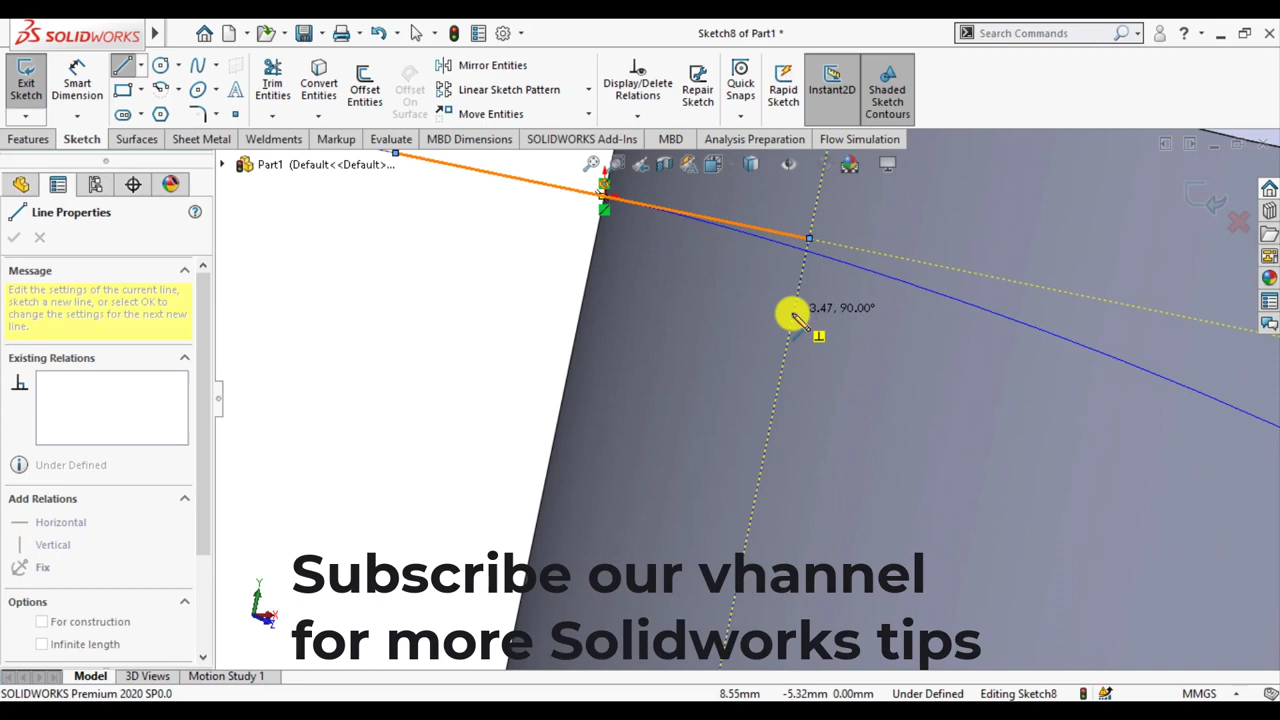 SOLIDWORKS
Sketch8 of Part1 *
Search Commands
Exit Sketch
Smart Dimension
Trim Entities
Convert Entities
Offset Entities
Offset On Surface
Mirror Entities
Linear Sketch Pattern
Move Entities
Display/Delete Relations
Repair Sketch
Quick Snaps
Rapid Sketch
Instant2D
Shaded Sketch Contours
Features
Sketch
Surfaces
Sheet Metal
Weldments
Markup
Evaluate
MBD Dimensions
SOLIDWORKS Add-Ins
MBD
Analysis Preparation
Flow Simulation
Part1 (Default<<Default>...
Line Properties
Message
Edit the settings of the current line,
sketch a new line, or select OK to
change the settings for the next new
line.
Existing Relations
Under Defined
Add Relations
Horizontal
Vertical
Fix
Options
For construction
Infinite length
3.47, 90.00°
Y
X
Z
Subscribe our vhannel
for more Solidworks tips
Model
3D Views
Motion Study 1
SOLIDWORKS Premium 2020 SP0.0
8.55mm
-5.32mm 0.00mm
Under Defined
Editing Sketch8
MMGS